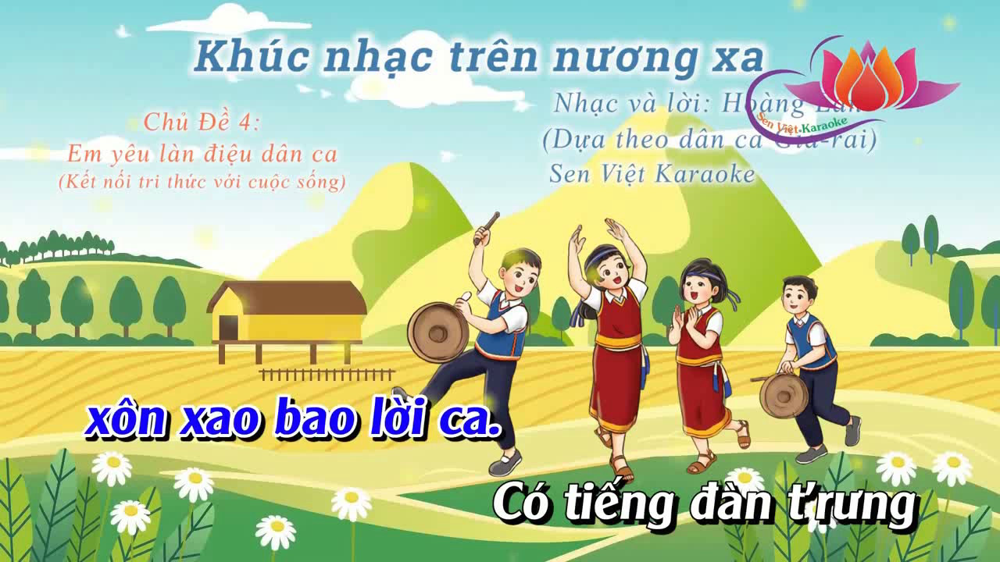 Khúc nhạc trên nương xa
Nhạc và lời: Hoàng
Chủ Đề 4:
Sen Việt Karaoke
(Dựa theo dân ca Gia-rai)
Em yêu làn điệu dân ca
Sen Việt Karaoke
(Kết nối tri thức với cuộc sống)
xôn xao bao lời ca.
Có tiếng đàn t'rưng